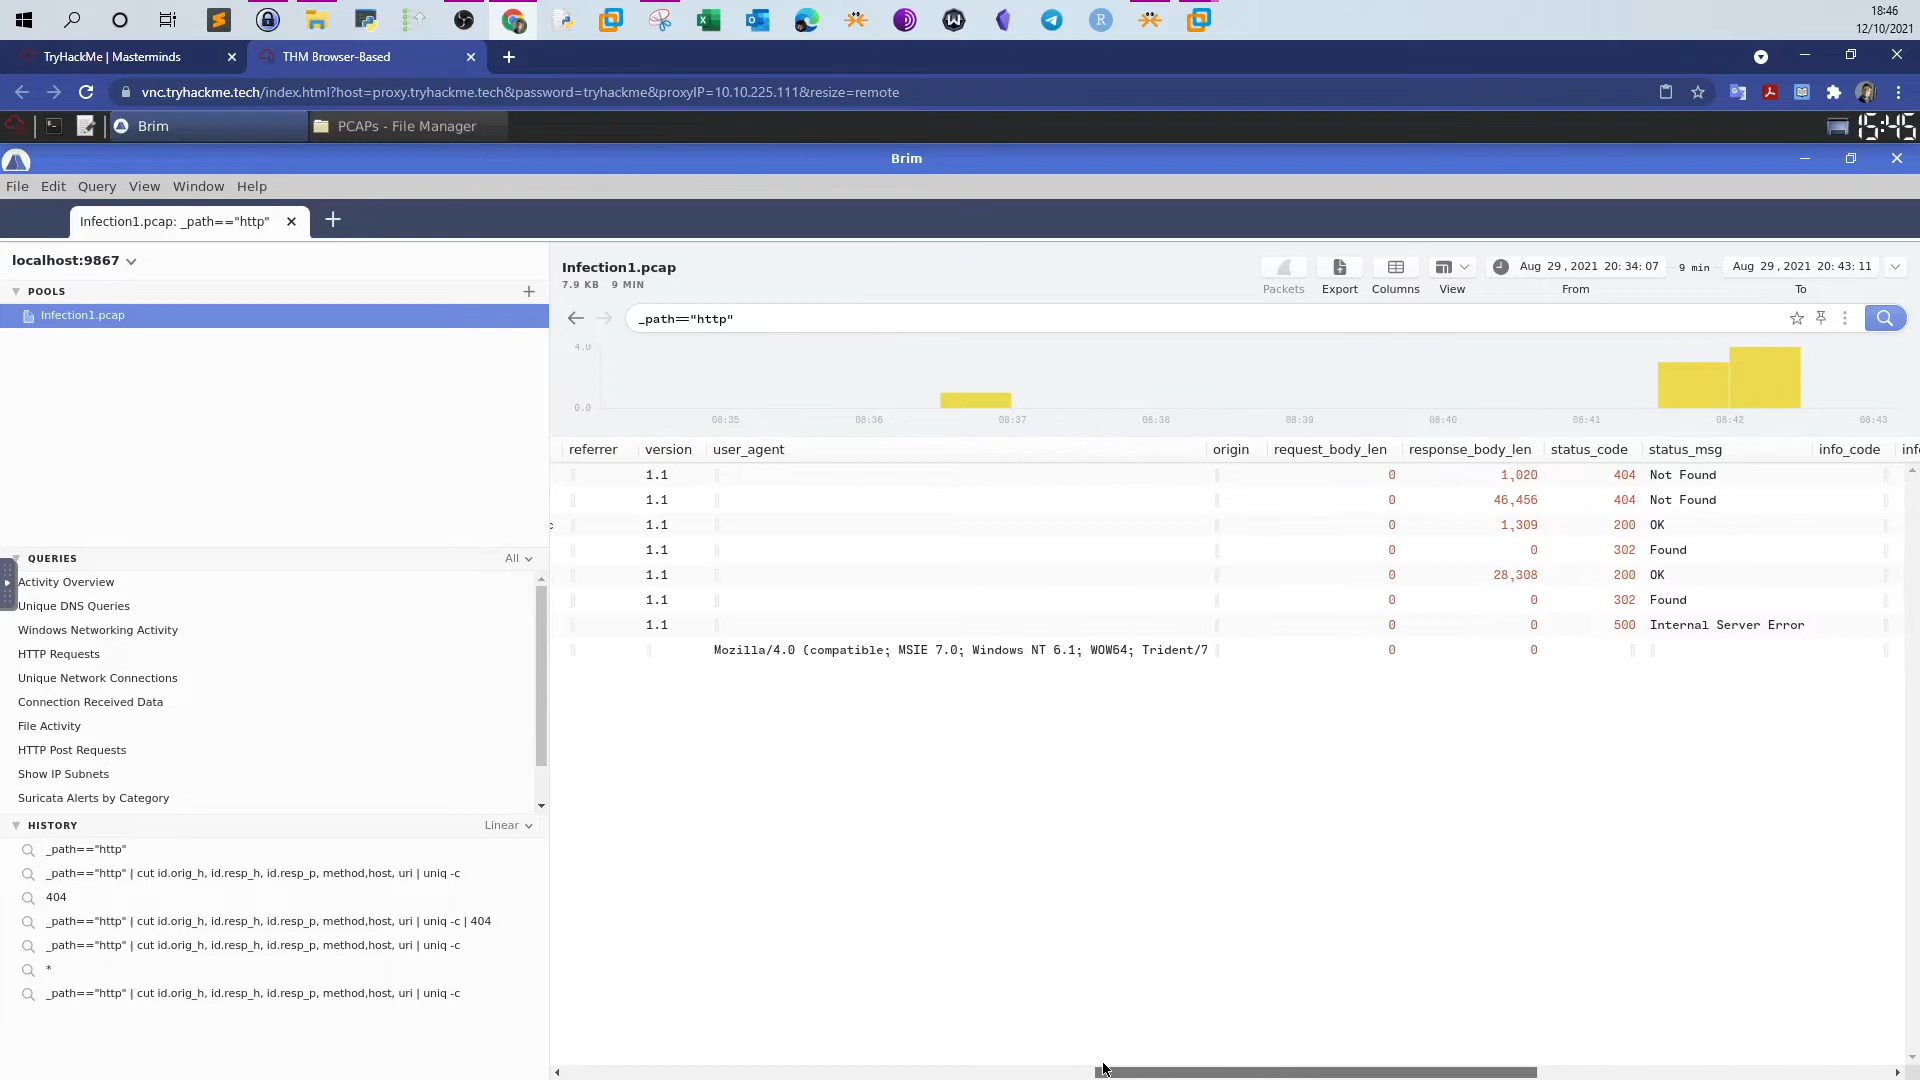 18:46
12/10/2021
TryHackMe | Masterminds
THM Browser-Based
vnc.tryhackme.tech/index.html?host=proxy.tryhackme.tech&password=tryhackme&proxyIP=10.10.225.111&resize=remote
Brim
PCAPs - File Manager
15:45
Brim
File Edit Query View Window Help
Infection1.pcap: _path=="http"
localhost:9867
POOLS
Infection1.pcap
QUERIES All
Activity Overview
Unique DNS Queries
Windows Networking Activity
HTTP Requests
Unique Network Connections
Connection Received Data
File Activity
HTTP Post Requests
Show IP Subnets
Suricata Alerts by Category
HISTORY Linear
_path=="http"
_path=="http" | cut id.orig_h, id.resp_h, id.resp_p, method,host, uri | uniq -c
404
_path=="http" | cut id.orig_h, id.resp_h, id.resp_p, method,host, uri | uniq -c | 404
_path=="http" | cut id.orig_h, id.resp_h, id.resp_p, method,host, uri | uniq -c
*
_path=="http" | cut id.orig_h, id.resp_h, id.resp_p, method,host, uri | uniq -c
Infection1.pcap
7.9 KB 9 MIN
Packets Export Columns View
Aug 29, 2021 20:34:07 9 min Aug 29, 2021 20:43:11
From To
_path=="http"
4.0
0.0
08:35 08:36 08:37 08:38 08:39 08:40 08:41 08:42 08:43
referrer version user_agent origin request_body_len response_body_len status_code status_msg info_code inf
1.1 0 1,020 404 Not Found
1.1 0 46,456 404 Not Found
c 1.1 0 1,309 200 OK
1.1 0 0 302 Found
1.1 0 28,308 200 OK
1.1 0 0 302 Found
1.1 0 0 500 Internal Server Error
Mozilla/4.0 (compatible; MSIE 7.0; Windows NT 6.1; WOW64; Trident/7 0 0